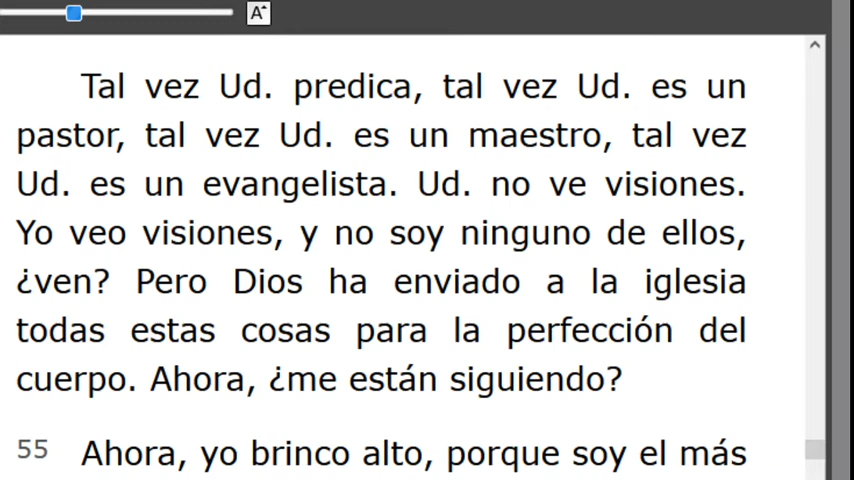 A
Tal vez Ud. predica, tal vez Ud. es un
pastor, tal vez Ud. es un maestro, tal vez
Ud. es un evangelista. Ud. no ve visiones.
Yo veo visiones, y no soy ninguno de ellos,
¿ven? Pero Dios ha enviado a la iglesia
todas estas cosas para la perfección del
cuerpo. Ahora, ¿me están siguiendo?
55 Ahora, yo brinco alto, porque soy el más